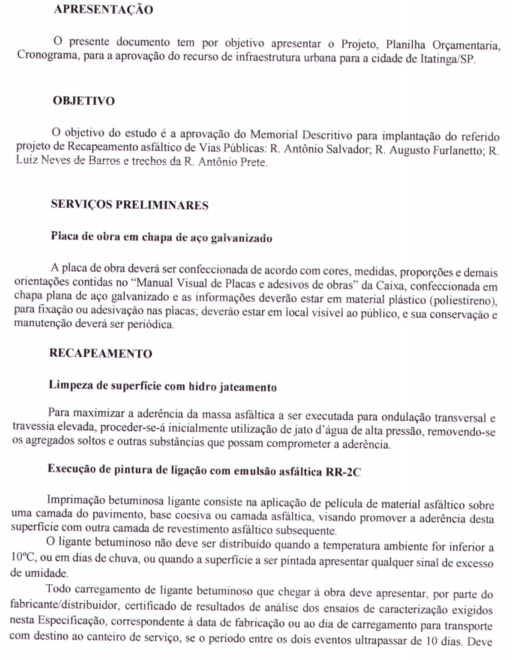 APRESENTAÇÃO
O presente documento tem por objetivo apresentar o Projeto, Planilha Orçamentaria,
Cronograma, para a aprovação do recurso de infraestrutura urbana para a cidade de Itatinga/SP.
OBJETIVO
O objetivo do estudo é a aprovação do Memorial Descritivo para implantação do referido
projeto de Recapeamento asfáltico de Vias Públicas: R. Antônio Salvador; R. Augusto Furlanetto; R.
Luiz Neves de Barros e trechos da R. Antônio Prete.
SERVIÇOS PRELIMINARES
Placa de obra em chapa de aço galvanizado
A placa de obra deverá ser confeccionada de acordo com cores, medidas, proporções e demais
orientações contidas no “Manual Visual de Placas e adesivos de obras” da Caixa, confeccionada em
chapa plana de aço galvanizado e as informações deverão estar em material plástico (poliestireno),
para fixação ou adesivação nas placas; deverão estar em local visível ao público, e sua conservação e
manutenção deverá ser periódica.
RECAPEAMENTO
Limpeza de superfície com hidro jateamento
Para maximizar a aderência da massa asfáltica a ser executada para ondulação transversal e
travessia elevada, proceder-se-á inicialmente utilização de jato d’água de alta pressão, removendo-se
os agregados soltos e outras substâncias que possam comprometer a aderência.
Execução de pintura de ligação com emulsão asfáltica RR-2C
Imprimação betuminosa ligante consiste na aplicação de película de material asfáltico sobre
uma camada do pavimento, base coesiva ou camada asfáltica, visando promover a aderência desta
superfície com outra camada de revestimento asfáltico subsequente.
O ligante betuminoso não deve ser distribuído quando a temperatura ambiente for inferior a
10ºC, ou em dias de chuva, ou quando a superfície a ser pintada apresentar qualquer sinal de excesso
de umidade.
Todo carregamento de ligante betuminoso que chegar à obra deve apresentar, por parte do
fabricante/distribuidor, certificado de resultados de análise dos ensaios de caracterização exigidos
nesta Especificação, correspondente à data de fabricação ou ao dia de carregamento para transporte
com destino ao canteiro de serviço, se o período entre os dois eventos ultrapassar de 10 dias. Deve